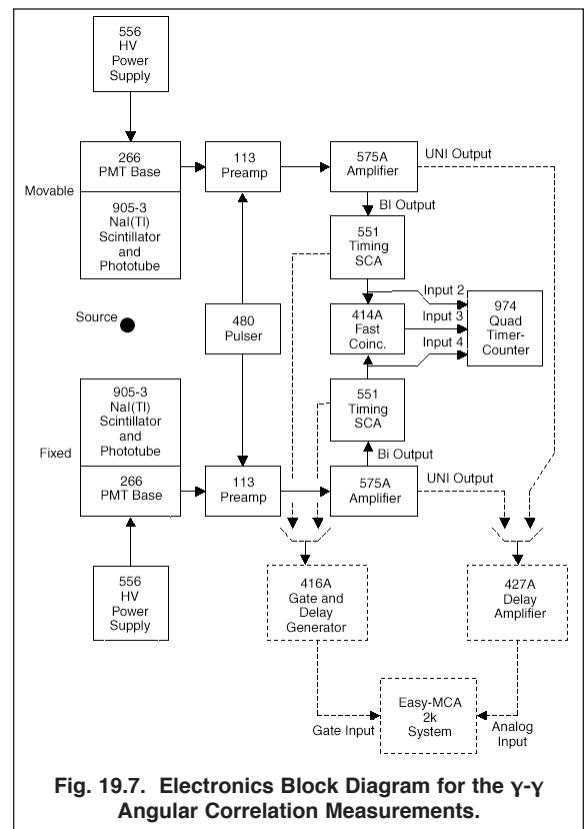 556
HV
Power
Supply
266
PMT Base
113
Preamp
575A
Amplifier
UNI Output
Movable
BI Output
905-3
NaI(Tl)
Scintillator
and
Phototube
551
Timing
SCA
Input 2
Source
480
Pulser
414A
Fast
Coinc.
Input 3
Input 4
974
Quad
Timer-
Counter
905-3
NaI(Tl)
Scintillator
and
Phototube
551
Timing
SCA
Fixed
Bi Output
266
PMT Base
113
Preamp
575A
Amplifier
UNI Output
556
HV
Power
Supply
416A
Gate and
Delay
Generator
427A
Delay
Amplifier
Easy-MCA
2k
System
Gate Input
Analog
Input
Fig. 19.7. Electronics Block Diagram for the γ-γ
Angular Correlation Measurements.